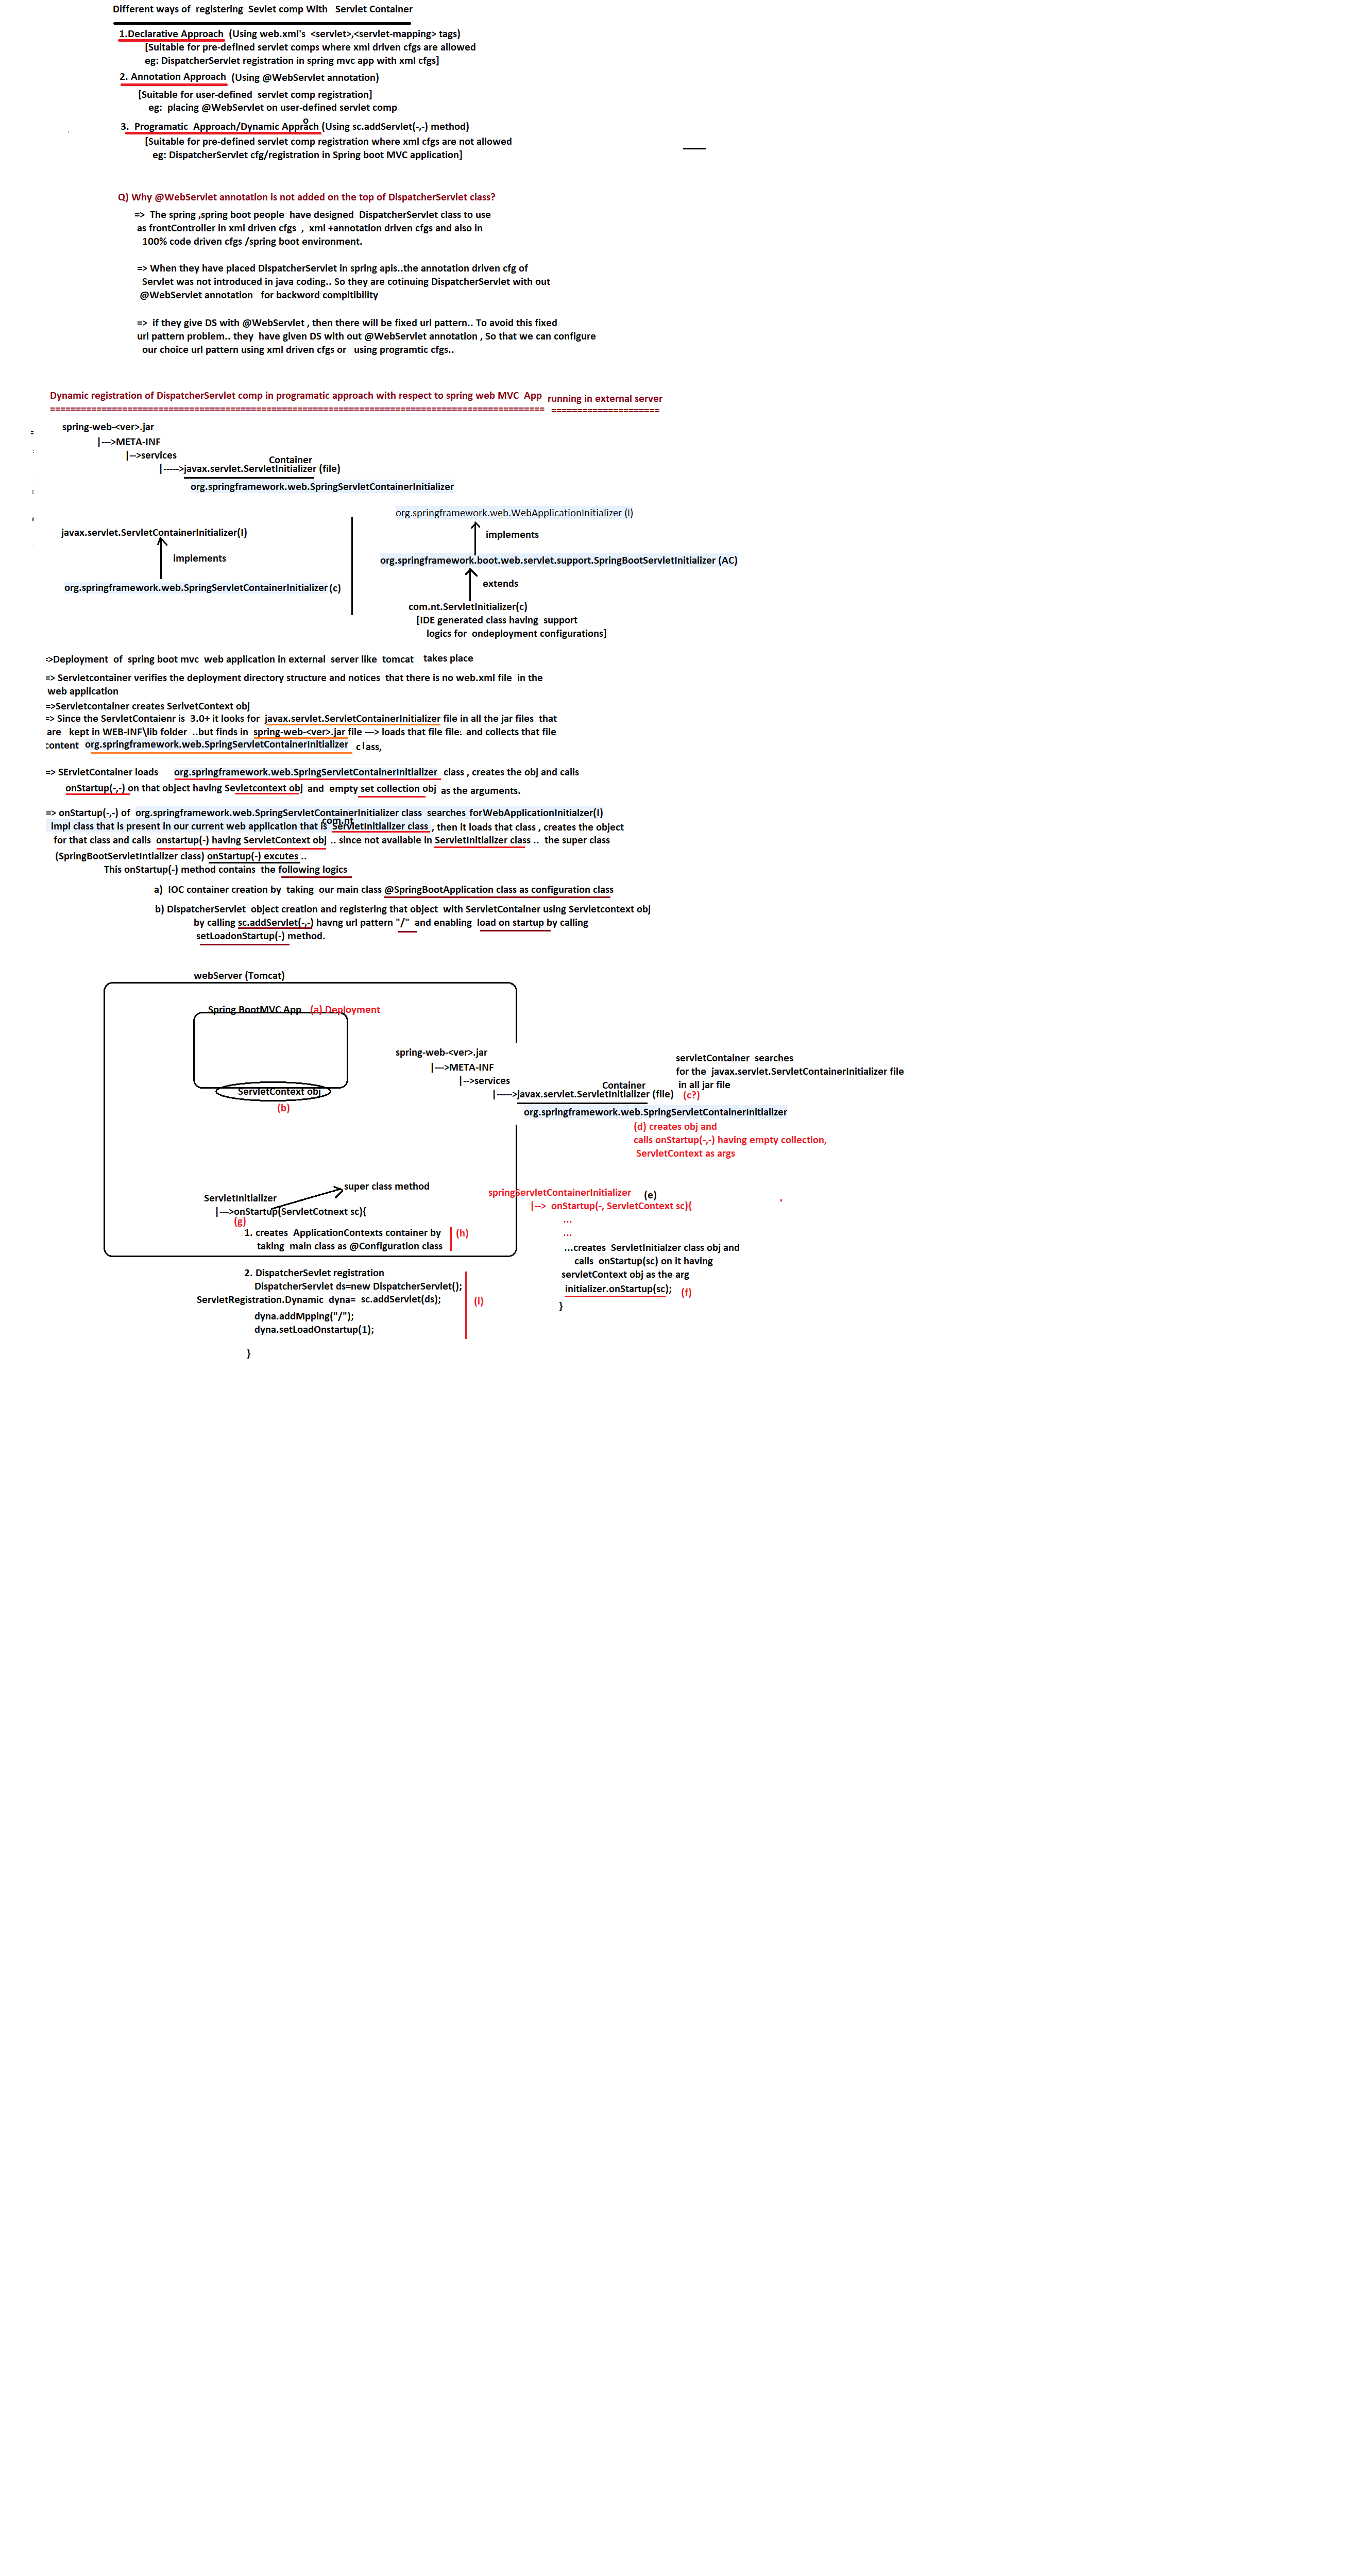 Different ways of registering Sevlet comp With Servlet Container
1.Declarative Approach (Using web.xml's <servlet>,<servlet-mapping> tags)
[Suitable for pre-defined servlet comps where xml driven cfgs are allowed
eg: DispatcherServlet registration in spring mvc app with xml cfgs]
2. Annotation Approach (Using @WebServlet annotation)
[Suitable for user-defined servlet comp registration]
eg: placing @WebServlet on user-defined servlet comp
o
3. Programatic Approach/Dynamic Apprach (Using sc.addServlet(-,-) method)
[Suitable for pre-defined servlet comp registration where xml cfgs are not allowed
eg: DispatcherServlet cfg/registration in Spring boot MVC application]
Q) Why @WebServlet annotation is not added on the top of DispatcherServlet class?
=> The spring ,spring boot people have designed DispatcherServlet class to use
as frontController in xml driven cfgs , xml +annotation driven cfgs and also in
100% code driven cfgs /spring boot environment.
=> When they have placed DispatcherServlet in spring apis..the annotation driven cfg of
Servlet was not introduced in java coding.. So they are cotinuing DispatcherServlet with out
@WebServlet annotation for backword compitibility
=> if they give DS with @WebServlet , then there will be fixed url pattern.. To avoid this fixed
url pattern problem.. they have given DS with out @WebServlet annotation , So that we can configure
our choice url pattern using xml driven cfgs or using programtic cfgs..
Dynamic registration of DispatcherServlet comp in programatic approach with respect to spring web MVC App running in external server
================================================================================================ =====================
spring-web-<ver>.jar
|--->META-INF
|-->services
Container
|----->javax.servlet.ServletInitializer (file)
org.springframework.web.SpringServletContainerInitializer
org.springframework.web.WebApplicationInitializer (I)
javax.servlet.ServletContainerInitializer(I)
implements
implements
org.springframework.boot.web.servlet.support.SpringBootServletInitializer (AC)
org.springframework.web.SpringServletContainerInitializer (c)
extends
com.nt.ServletInitializer(c)
[IDE generated class having support
logics for ondeployment configurations]
=>Deployment of spring boot mvc web application in external server like tomcat takes place
=> Servletcontainer verifies the deployment directory structure and notices that there is no web.xml file in the
web application
=>Servletcontainer creates SerlvetContext obj
=> Since the ServletContaienr is 3.0+ it looks for javax.servlet.ServletContainerInitializer file in all the jar files that
are kept in WEB-INF\lib folder ..but finds in spring-web-<ver>.jar file ---> loads that file file. and collects that file
content org.springframework.web.SpringServletContainerInitializer class,
=> SErvletContainer loads org.springframework.web.SpringServletContainerInitializer class , creates the obj and calls
onStartup(-,-) on that object having Sevletcontext obj and empty set collection obj as the arguments.
=> onStartup(-,-) of org.springframework.web.SpringServletContainerInitializer class searches forWebApplicationInitialzer(I)
com.nt
impl class that is present in our current web application that is ServletInitializer class , then it loads that class , creates the object
for that class and calls onstartup(-) having ServletContext obj .. since not available in ServletInitializer class .. the super class
(SpringBootServletIntializer class) onStartup(-) excutes ..
This onStartup(-) method contains the following logics
a) IOC container creation by taking our main class @SpringBootApplication class as configuration class
b) DispatcherServlet object creation and registering that object with ServletContainer using Servletcontext obj
by calling sc.addServlet(-,-) havng url pattern "/" and enabling load on startup by calling
setLoadonStartup(-) method.
webServer (Tomcat)
Spring BootMVC App (a) Deployment
spring-web-<ver>.jar
|--->META-INF
|-->services
Container
|----->javax.servlet.ServletInitializer (file) (c?)
org.springframework.web.SpringServletContainerInitializer
servletContainer searches
for the javax.servlet.ServletContainerInitializer file
in all jar file
ServletContext obj
(b)
(d) creates obj and
calls onStartup(-,-) having empty collection,
ServletContext as args
super class method
ServletInitializer
|--->onStartup(ServletCotnext sc){
(g)
1. creates ApplicationContexts container by
taking main class as @Configuration class
(h)
2. DispatcherSevlet registration
DispatcherServlet ds=new DispatcherServlet();
ServletRegistration.Dynamic dyna= sc.addServlet(ds);
(i)
dyna.addMpping("/");
dyna.setLoadOnstartup(1);
}
springServletContainerInitializer (e)
|--> onStartup(-, ServletContext sc){
...
...
...creates ServletInitialzer class obj and
calls onStartup(sc) on it having
servletContext obj as the arg
initializer.onStartup(sc); (f)
}